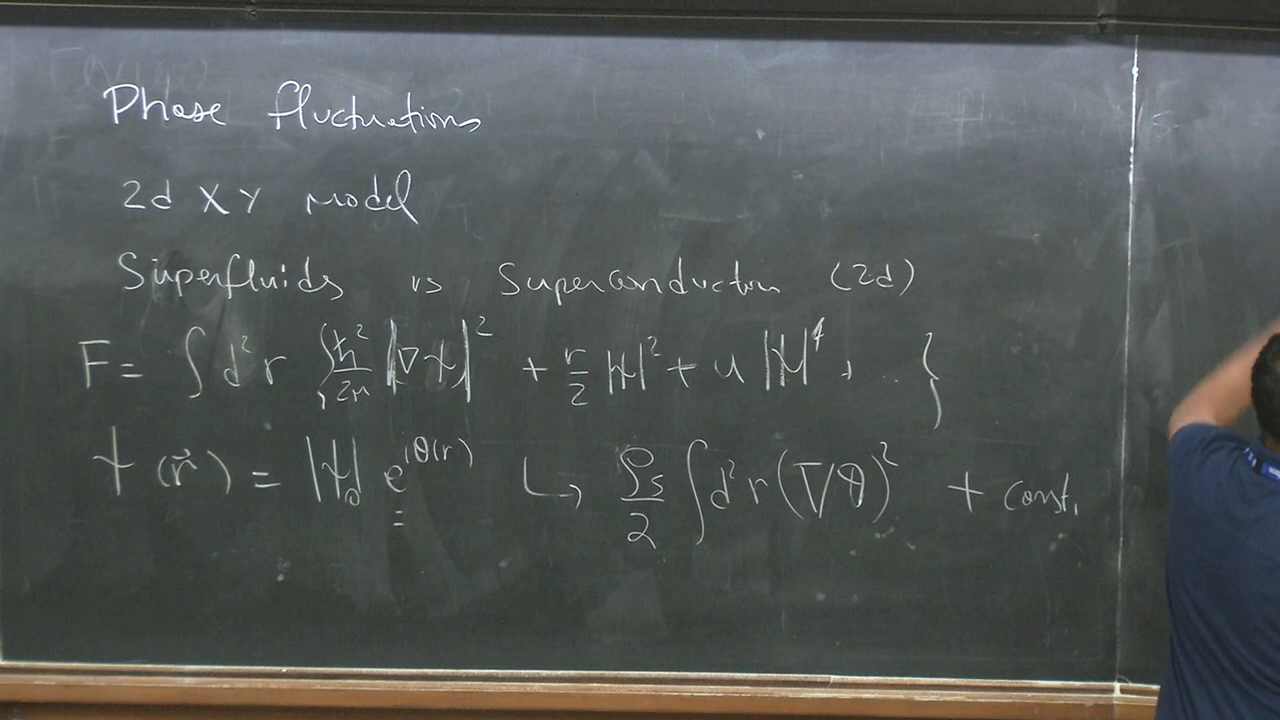 Phase fluctuations
2d XY model
Superfluids vs Superconductors (2d)
F = ∫ d²r { ħ²/2m |∇ψ|² + r/2 |ψ|² + u |ψ|⁴ + ... }
ψ(r⃗) = |ψ|₀ e^{iθ(r)} ↳ ρₛ/2 ∫ d²r (∇θ)² + const.